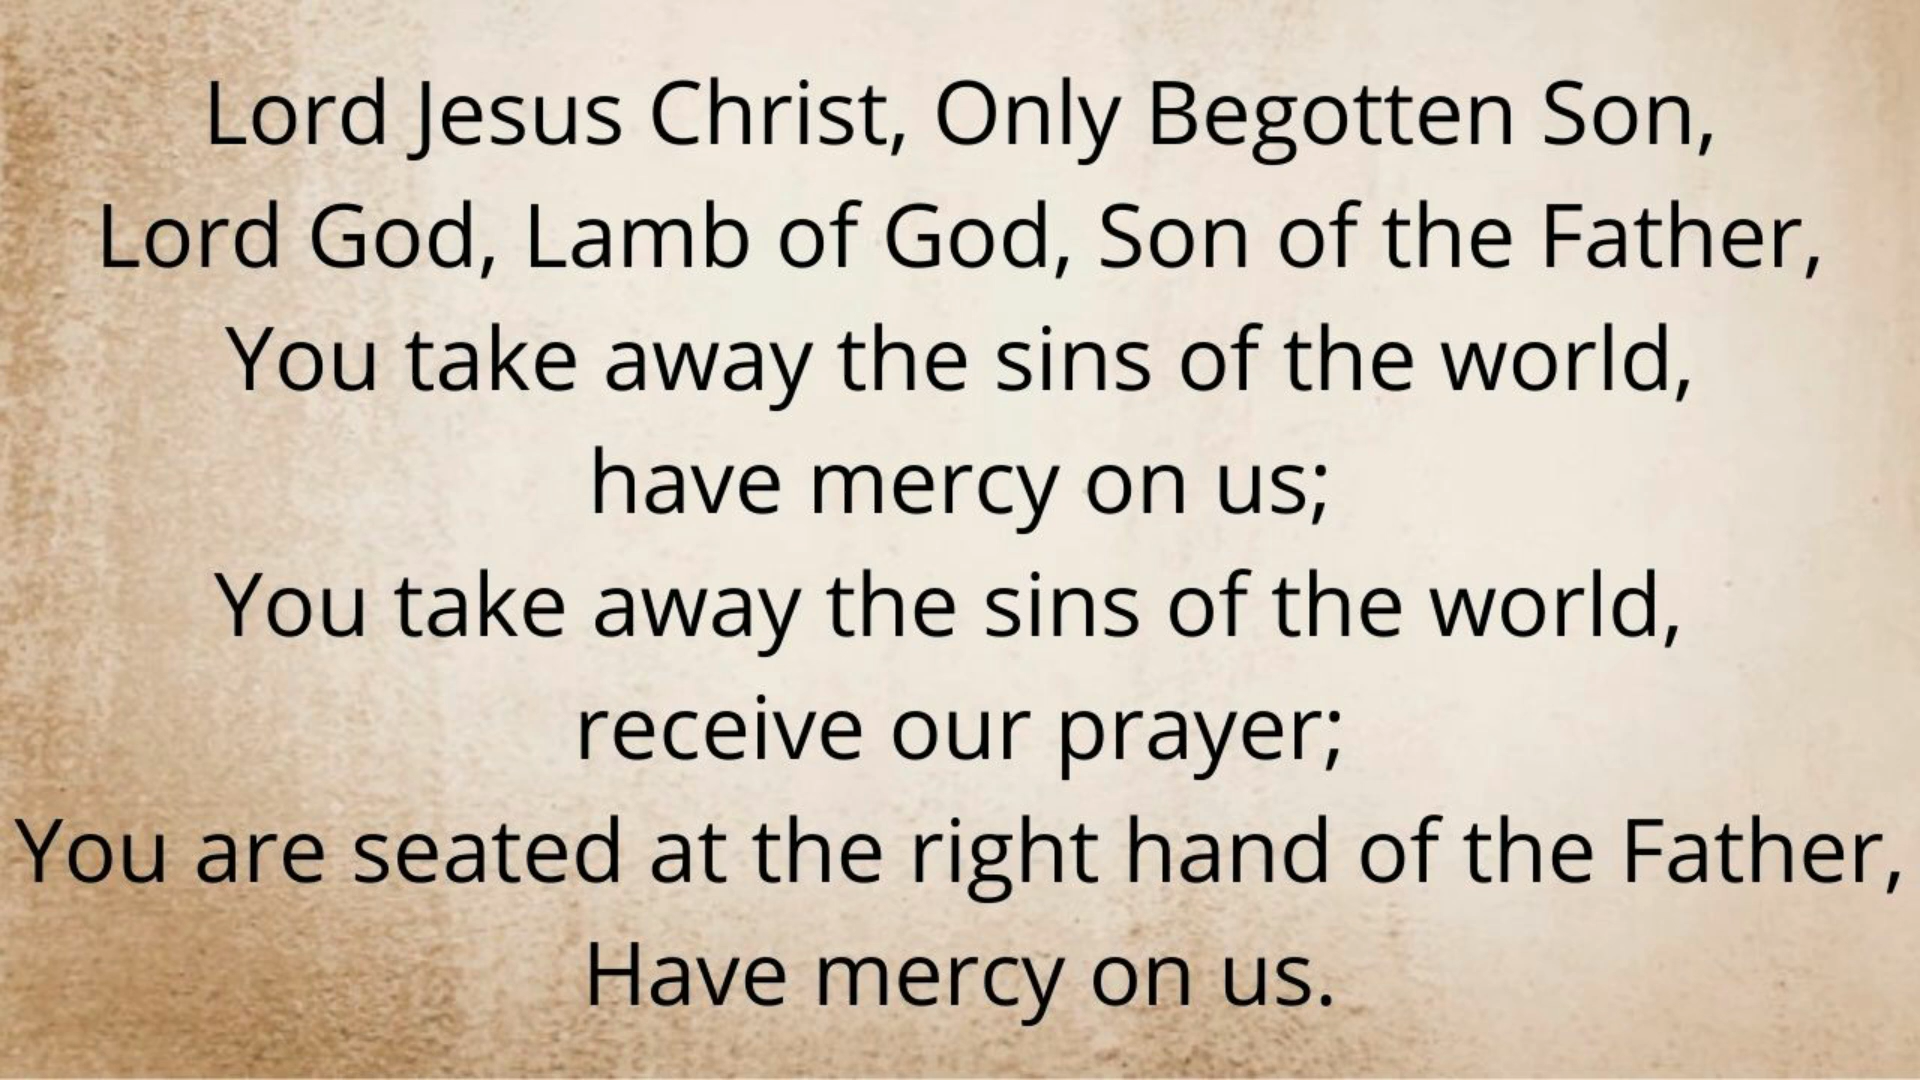 Lord Jesus Christ, Only Begotten Son,
Lord God, Lamb of God, Son of the Father,
You take away the sins of the world,
have mercy on us;
You take away the sins of the world,
receive our prayer;
You are seated at the right hand of the Father,
Have mercy on us.